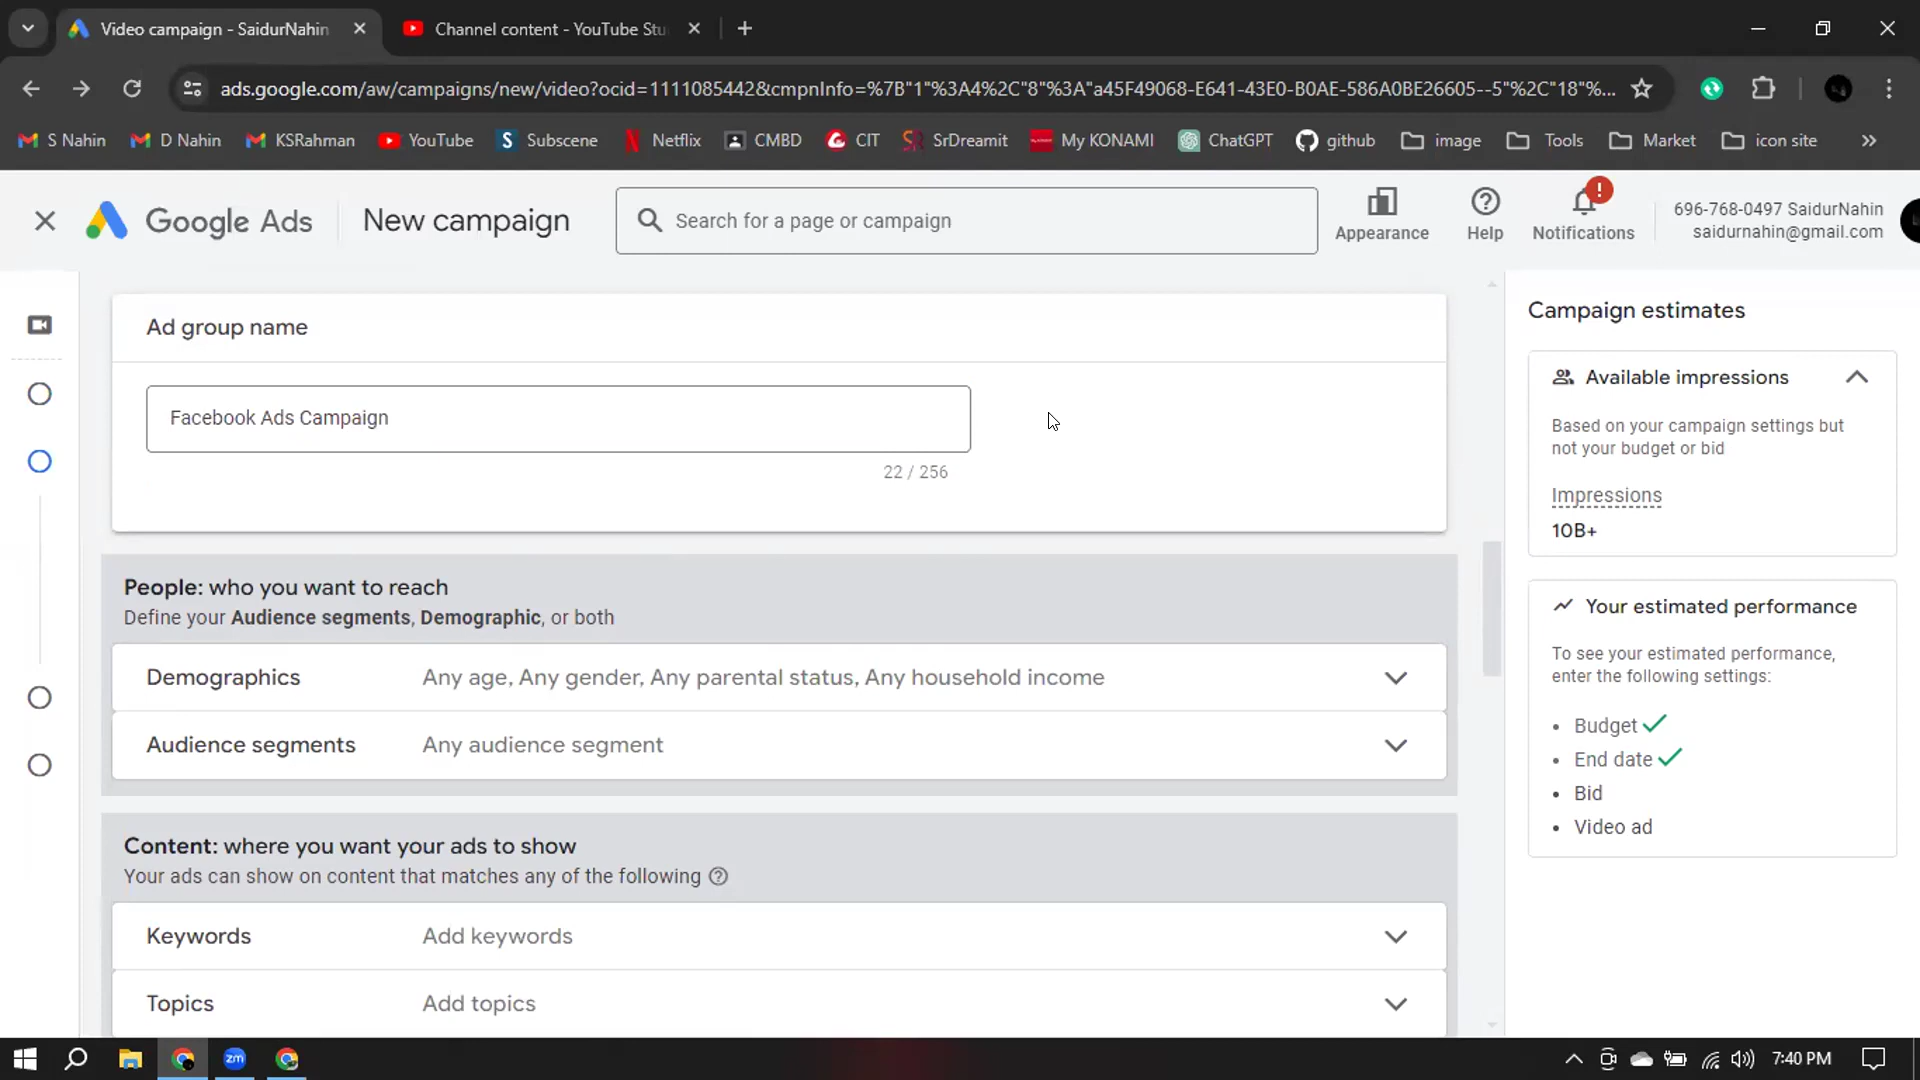 Video campaign - SaidurNahin
Channel content - YouTube Stu
ads.google.com/aw/campaigns/new/video?ocid=1111085442&cmpnInfo=%7B"1"%3A4%2C"8"%3A"a45F49068-E641-43E0-B0AE-586A0BE26605--5"%2C"18"%...
S Nahin D Nahin KSRahman YouTube Subscene Netflix CMBD CIT SrDreamit My KONAMI ChatGPT github image Tools Market icon site
Google Ads
New campaign
Search for a page or campaign
Appearance
Help
Notifications
696-768-0497 SaidurNahin
saidurnahin@gmail.com
Ad group name
Facebook Ads Campaign
22 / 256
People: who you want to reach
Define your Audience segments, Demographic, or both
Demographics Any age, Any gender, Any parental status, Any household income
Audience segments Any audience segment
Content: where you want your ads to show
Your ads can show on content that matches any of the following
Keywords Add keywords
Topics Add topics
Campaign estimates
Available impressions
Based on your campaign settings but
not your budget or bid
Impressions
10B+
Your estimated performance
To see your estimated performance,
enter the following settings:
• Budget
• End date
• Bid
• Video ad
zm
7:40 PM